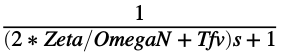 1
(2 * Zeta/OmegaN + Tfv)s + 1